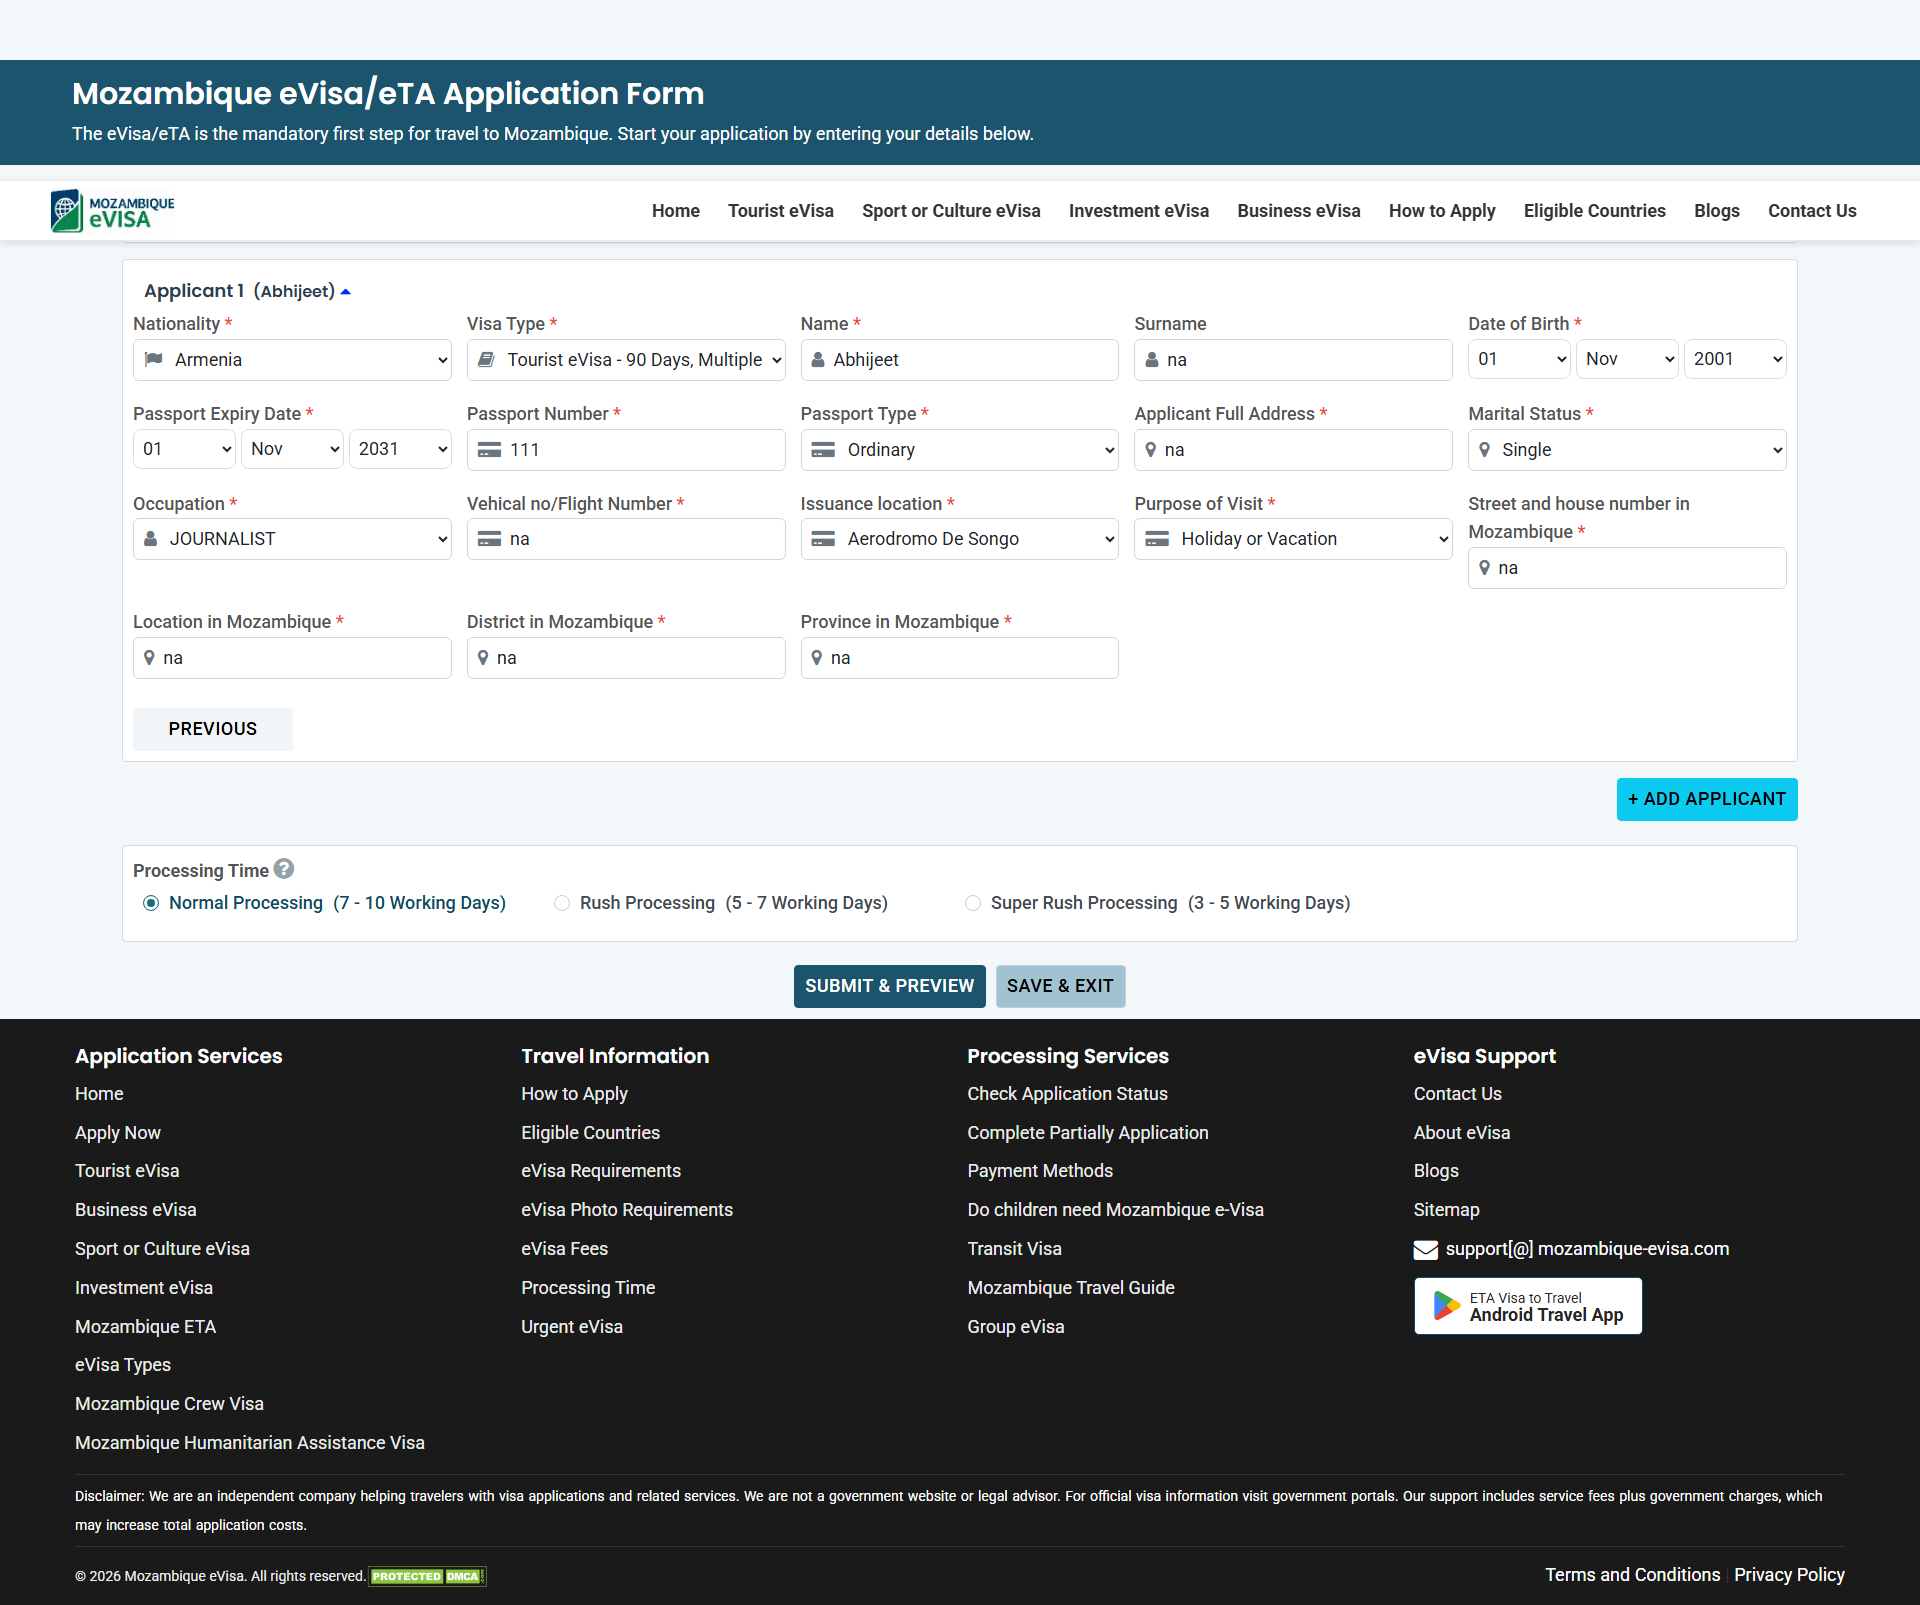 Mozambique eVisa/eTA Application Form
The eVisa/eTA is the mandatory first step for travel to Mozambique. Start your application by entering your details below.
MOZAMBIQUE
eVISA
Home Tourist eVisa Sport or Culture eVisa Investment eVisa Business eVisa How to Apply Eligible Countries Blogs Contact Us
Applicant 1 (Abhijeet)
Nationality * Visa Type * Name * Surname Date of Birth *
Armenia Tourist eVisa - 90 Days, Multiple Abhijeet na 01 Nov 2001
Passport Expiry Date * Passport Number * Passport Type * Applicant Full Address * Marital Status *
01 Nov 2031 111 Ordinary na Single
Occupation * Vehical no/Flight Number * Issuance location * Purpose of Visit * Street and house number in
Mozambique *
JOURNALIST na Aerodromo De Songo Holiday or Vacation
na
Location in Mozambique * District in Mozambique * Province in Mozambique *
na na na
PREVIOUS
+ ADD APPLICANT
Processing Time ?
Normal Processing (7 - 10 Working Days) Rush Processing (5 - 7 Working Days) Super Rush Processing (3 - 5 Working Days)
SUBMIT & PREVIEW SAVE & EXIT
Application Services Travel Information Processing Services eVisa Support
Home How to Apply Check Application Status Contact Us
Apply Now Eligible Countries Complete Partially Application About eVisa
Tourist eVisa eVisa Requirements Payment Methods Blogs
Business eVisa eVisa Photo Requirements Do children need Mozambique e-Visa Sitemap
Sport or Culture eVisa eVisa Fees Transit Visa support[@] mozambique-evisa.com
Investment eVisa Processing Time Mozambique Travel Guide ETA Visa to Travel
Android Travel App
Mozambique ETA Urgent eVisa Group eVisa
eVisa Types
Mozambique Crew Visa
Mozambique Humanitarian Assistance Visa
Disclaimer: We are an independent company helping travelers with visa applications and related services. We are not a government website or legal advisor. For official visa information visit government portals. Our support includes service fees plus government charges, which
may increase total application costs.
© 2026 Mozambique eVisa. All rights reserved. PROTECTED DMCA Terms and Conditions | Privacy Policy